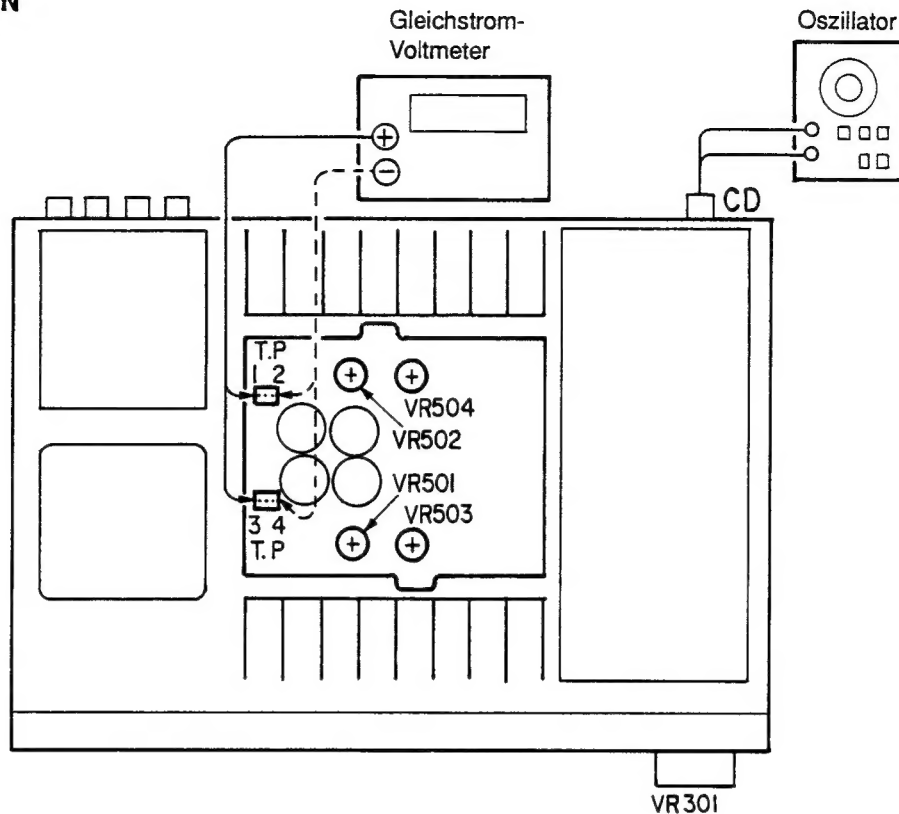 N
Gleichstrom-
Voltmeter
Oszillator
+
−
CD
T.P
1 2
VR504
VR502
VR501
VR503
3 4
T.P
VR301